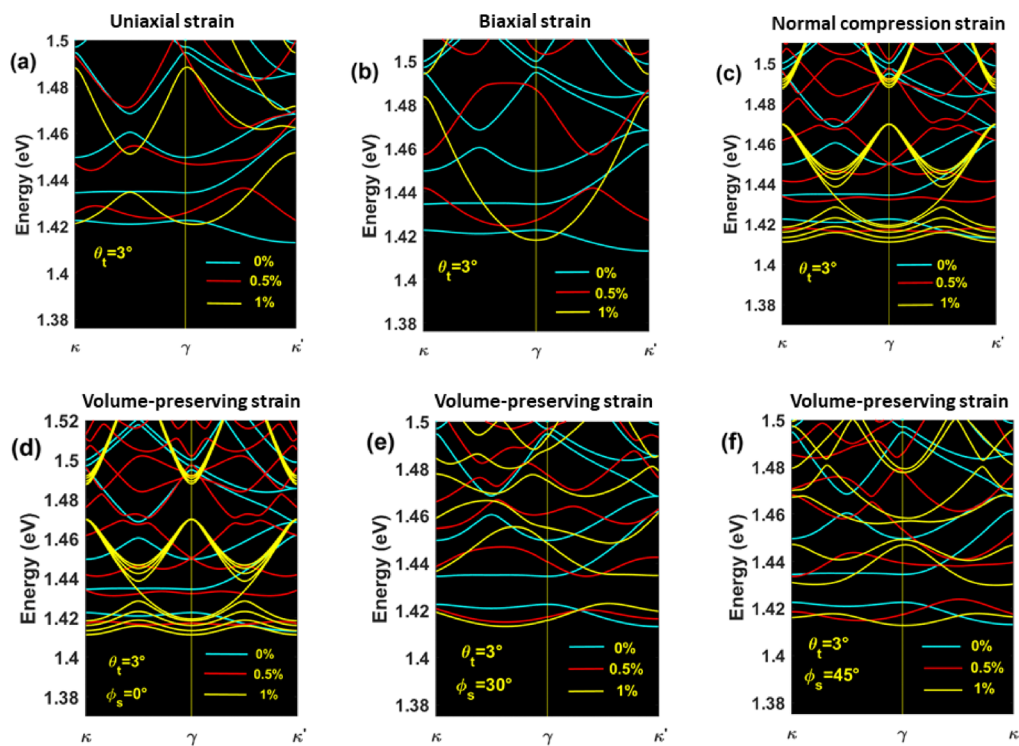 Uniaxial strain
(a)
Energy (eV)
1.5
1.48
1.46
1.44
1.42
1.4
1.38
θt=3°
0%
0.5%
1%
κ γ κ'
Biaxial strain
(b)
1.5
1.48
1.46
1.44
1.42
1.4
1.38
θt=3°
0%
0.5%
1%
κ γ κ'
Normal compression strain
(c)
Energy (eV)
1.5
1.48
1.46
1.44
1.42
1.4
1.38
θt=3°
0%
0.5%
1%
κ γ κ'
Volume-preserving strain
(d)
Energy (eV)
1.52
1.5
1.48
1.46
1.44
1.42
1.4
1.38
θt=3°
ϕs=0°
0%
0.5%
1%
κ γ κ'
Volume-preserving strain
(e)
Energy (eV)
1.5
1.48
1.46
1.44
1.42
1.4
1.38
θt=3°
ϕs=30°
0%
0.5%
1%
κ γ κ'
Volume-preserving strain
(f)
Energy (eV)
1.5
1.48
1.46
1.44
1.42
1.4
1.38
θt=3°
ϕs=45°
0%
0.5%
1%
κ γ κ